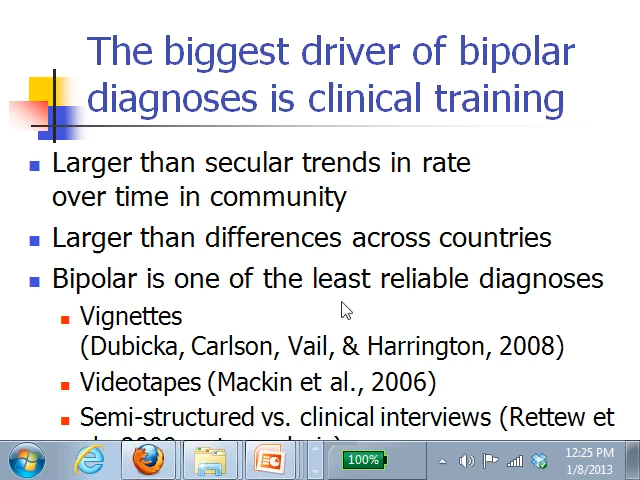 The biggest driver of bipolar
diagnoses is clinical training
Larger than secular trends in rate
over time in community
Larger than differences across countries
Bipolar is one of the least reliable diagnoses
Vignettes
(Dubicka, Carlson, Vail, & Harrington, 2008)
Videotapes (Mackin et al., 2006)
Semi-structured vs. clinical interviews (Rettew et
100%
12:25 PM
1/8/2013